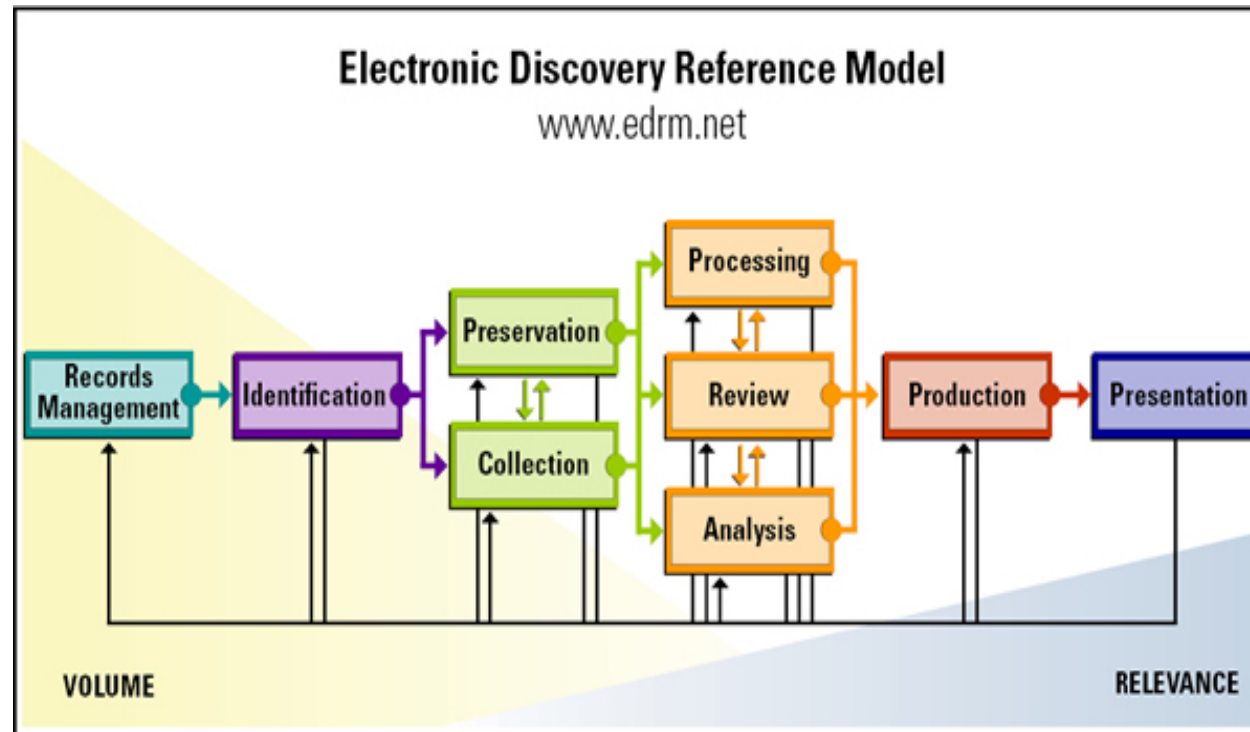 Electronic Discovery Reference Model
www.edrm.net
Processing
Preservation
Records
Management
Identification
Review
Production
Presentation
Collection
Analysis
VOLUME
RELEVANCE